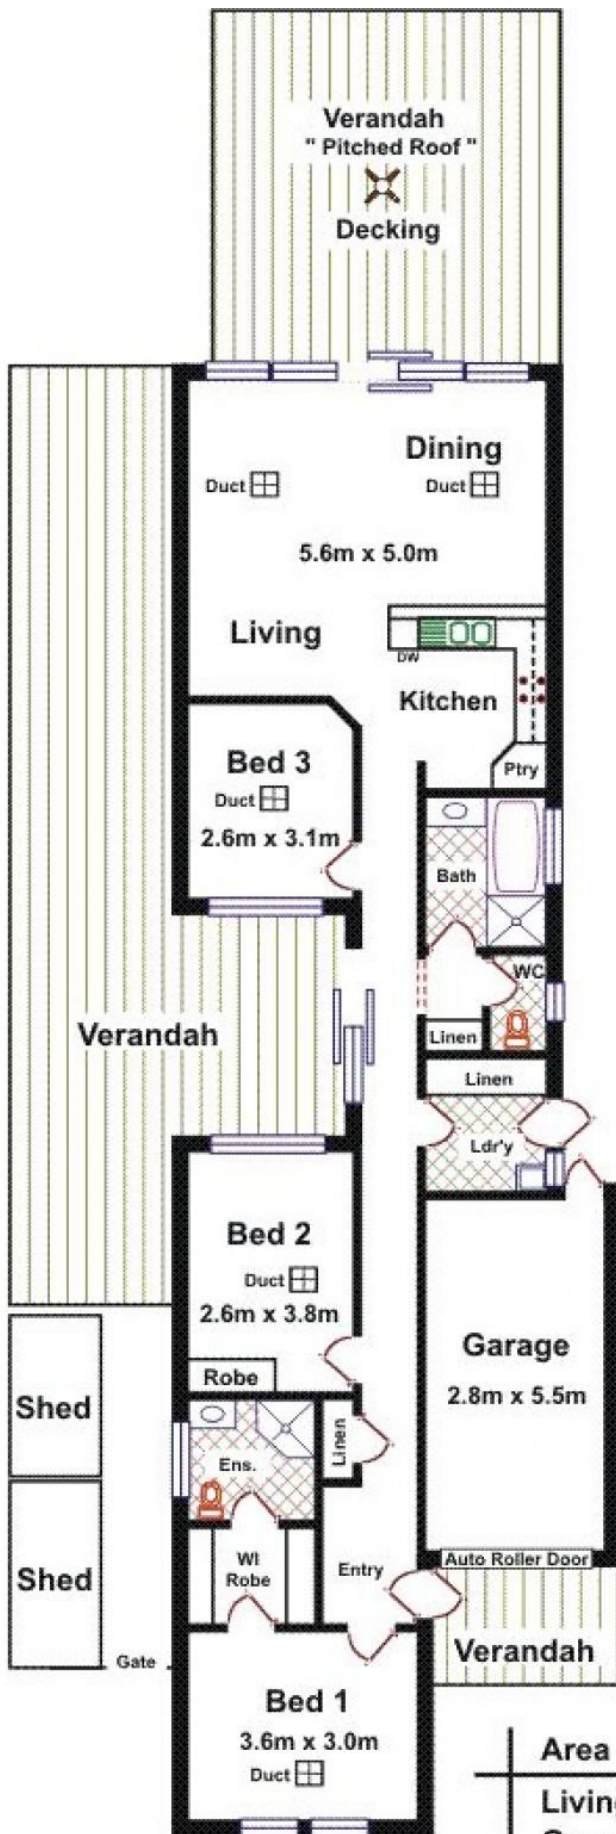 Verandah
" Pitched Roof "
Decking
Dining
Duct
Duct
5.6m x 5.0m
Living
DW
Kitchen
Bed 3
Duct
2.6m x 3.1m
Ptry
Bath
WC
Verandah
Linen
Linen
Ldr'y
Bed 2
Duct
2.6m x 3.8m
Robe
Garage
2.8m x 5.5m
Shed
Linen
Ens.
Auto Roller Door
WI
Robe
Entry
Shed
Gate
Verandah
Bed 1
3.6m x 3.0m
Duct
Area